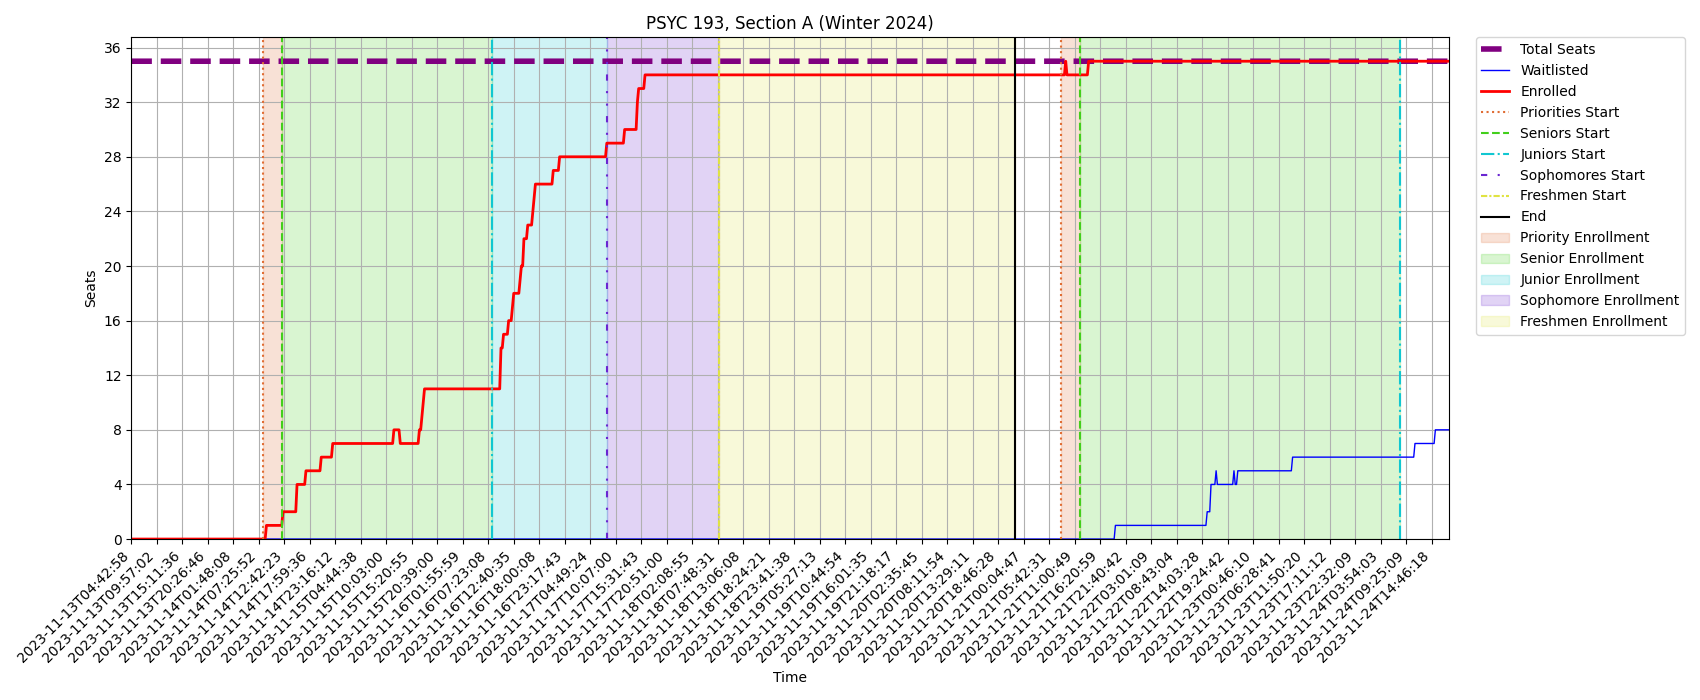 PSYC 193, Section A (Winter 2024)
36
32
28
24
20
16
12
8
4
0
Seats
2023-11-13T04:42:58
2023-11-13T09:57:02
2023-11-13T15:11:36
2023-11-13T20:26:46
2023-11-14T01:48:08
2023-11-14T07:25:52
2023-11-14T12:42:23
2023-11-14T17:59:36
2023-11-14T23:16:12
2023-11-15T04:44:38
2023-11-15T10:03:00
2023-11-15T15:20:55
2023-11-15T20:39:00
2023-11-16T01:55:59
2023-11-16T07:23:08
2023-11-16T12:40:35
2023-11-16T18:00:08
2023-11-16T23:17:43
2023-11-17T04:49:24
2023-11-17T10:07:00
2023-11-17T15:31:43
2023-11-17T20:51:00
2023-11-18T02:08:55
2023-11-18T07:48:31
2023-11-18T13:06:08
2023-11-18T18:24:21
2023-11-18T23:41:38
2023-11-19T05:27:13
2023-11-19T10:44:54
2023-11-19T16:01:35
2023-11-19T21:18:17
2023-11-20T02:35:45
2023-11-20T08:11:54
2023-11-20T13:29:11
2023-11-20T18:46:28
2023-11-21T00:04:47
2023-11-21T05:42:31
2023-11-21T11:00:49
2023-11-21T16:20:59
2023-11-21T21:40:42
2023-11-22T03:01:09
2023-11-22T08:43:04
2023-11-22T14:03:28
2023-11-22T19:24:42
2023-11-23T00:46:10
2023-11-23T06:28:41
2023-11-23T11:50:20
2023-11-23T17:11:12
2023-11-23T22:32:09
2023-11-24T03:54:03
2023-11-24T09:25:09
2023-11-24T14:46:18
Time
Total Seats
Waitlisted
Enrolled
Priorities Start
Seniors Start
Juniors Start
Sophomores Start
Freshmen Start
End
Priority Enrollment
Senior Enrollment
Junior Enrollment
Sophomore Enrollment
Freshmen Enrollment